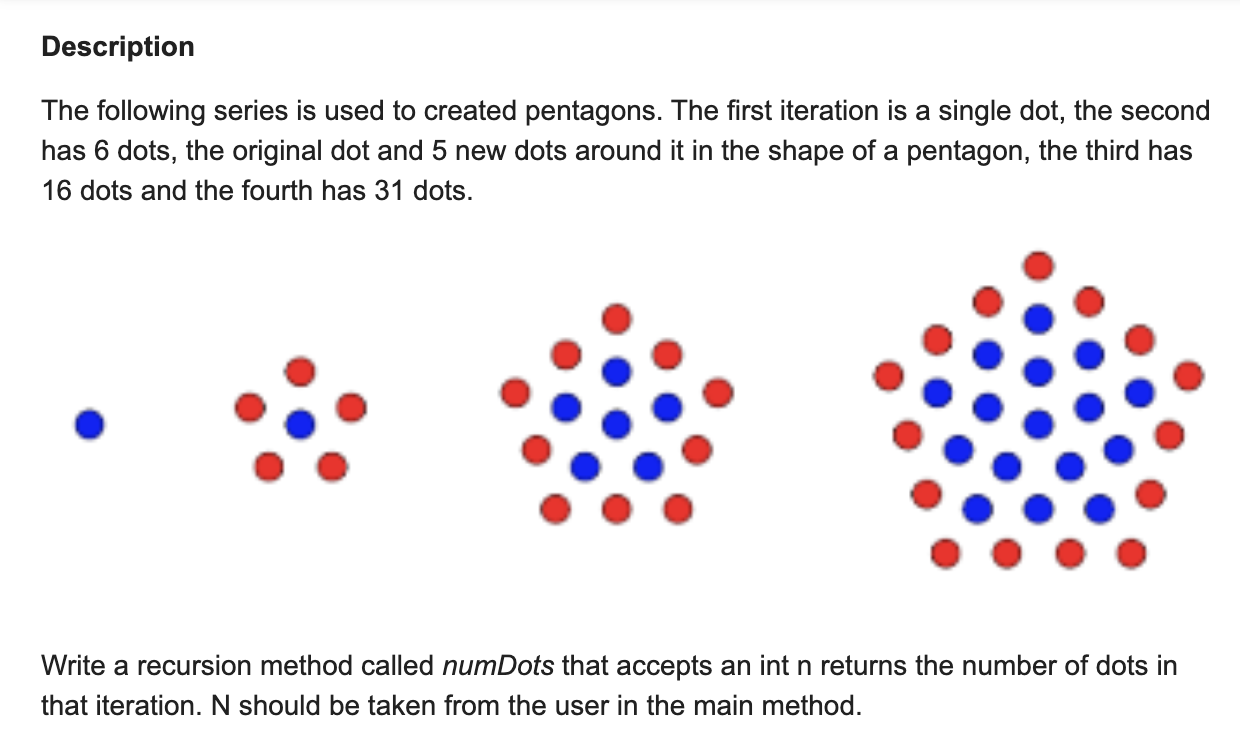 Description
The following series is used to created pentagons. The first iteration is a single dot, the second
has 6 dots, the original dot and 5 new dots around it in the shape of a pentagon, the third has
16 dots and the fourth has 31 dots.
Write a recursion method called numDots that accepts an int n returns the number of dots in
that iteration. N should be taken from the user in the main method.